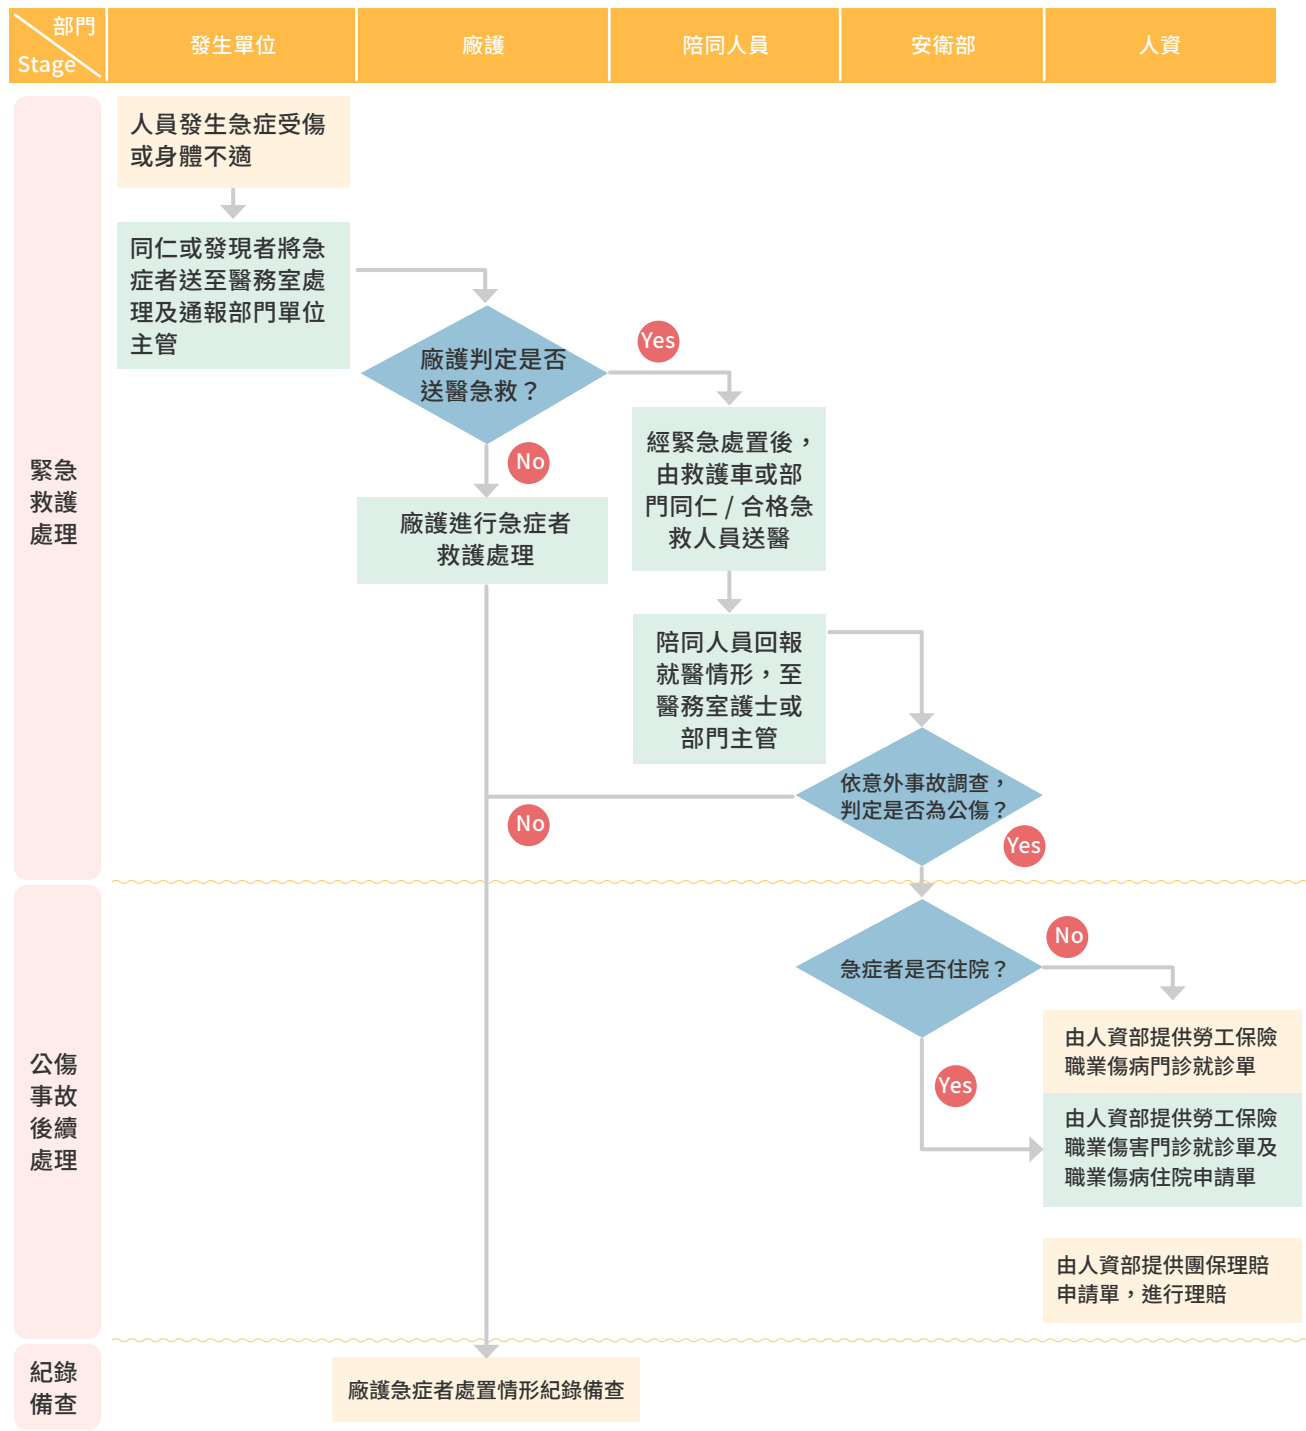 部門
Stage
發生單位
廠護
陪同人員
安衛部
人資
緊急
救護
處理
人員發生急症受傷
或身體不適
同仁或發現者將急
症者送至醫務室處
理及通報部門單位
主管
廠護判定是否
送醫急救？
Yes
No
經緊急處置後，
由救護車或部
門同仁 / 合格急
救人員送醫
廠護進行急症者
救護處理
陪同人員回報
就醫情形，至
醫務室護士或
部門主管
依意外事故調查，
判定是否為公傷？
No
Yes
公傷
事故
後續
處理
急症者是否住院？
No
Yes
由人資部提供勞工保險
職業傷病門診就診單
由人資部提供勞工保險
職業傷害門診就診單及
職業傷病住院申請單
由人資部提供團保理賠
申請單，進行理賠
紀錄
備查
廠護急症者處置情形紀錄備查